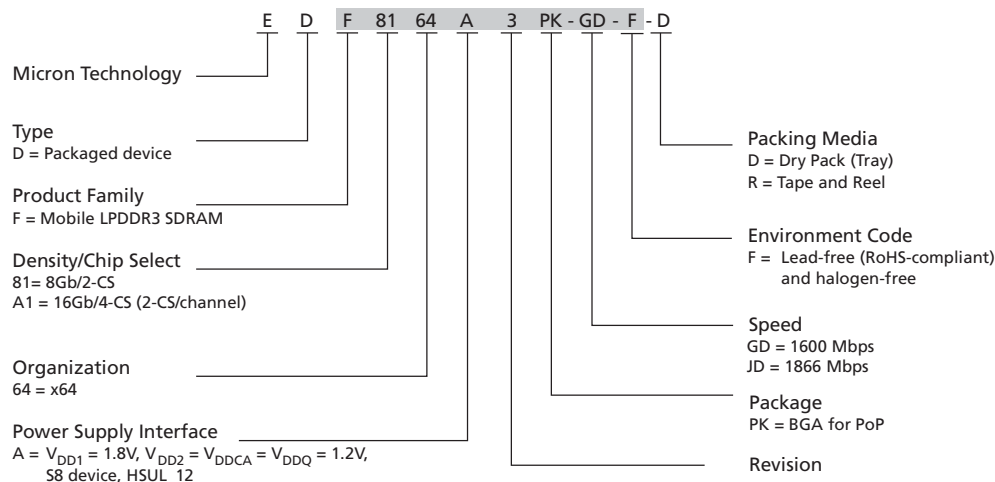 E D F 81 64 A 3 PK - GD - F - D
Micron Technology
Type
D = Packaged device
Product Family
F = Mobile LPDDR3 SDRAM
Density/Chip Select
81= 8Gb/2-CS
A1 = 16Gb/4-CS (2-CS/channel)
Organization
64 = x64
Power Supply Interface
A = VDD1 = 1.8V, VDD2 = VDDCA = VDDQ = 1.2V,
S8 device, HSUL_12
Packing Media
D = Dry Pack (Tray)
R = Tape and Reel
Environment Code
F = Lead-free (RoHS-compliant)
and halogen-free
Speed
GD = 1600 Mbps
JD = 1866 Mbps
Package
PK = BGA for PoP
Revision